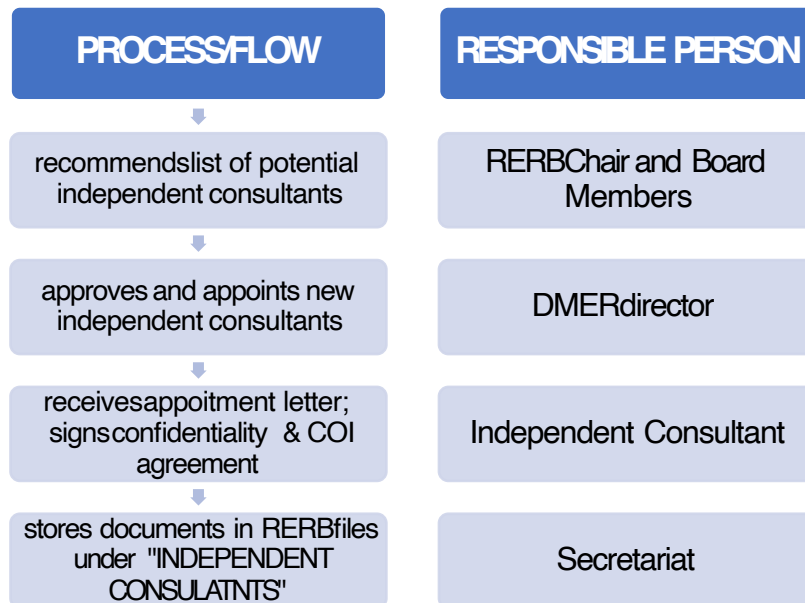 PROCESS/FLOW
RESPONSIBLE PERSON
recommendslist of potential
independent consultants
RERBChair and Board
Members
approves and appoints new
independent consultants
DMERdirector
receivesappoitment letter;
signsconfidentiality & COI
agreement
Independent Consultant
stores documents in RERBfiles
under "INDEPENDENT
CONSULATNTS"
Secretariat